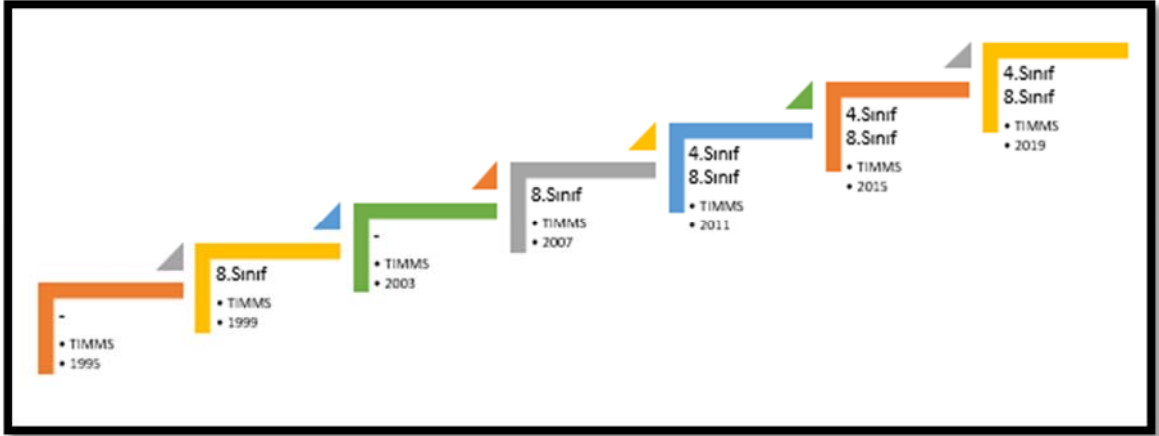 -
• TIMMS
• 1995
8.Sınıf
• TIMMS
• 1999
-
• TIMMS
• 2003
8.Sınıf
• TIMMS
• 2007
4.Sınıf
8.Sınıf
• TIMMS
• 2011
4.Sınıf
8.Sınıf
• TIMMS
• 2015
4.Sınıf
8.Sınıf
• TIMMS
• 2019